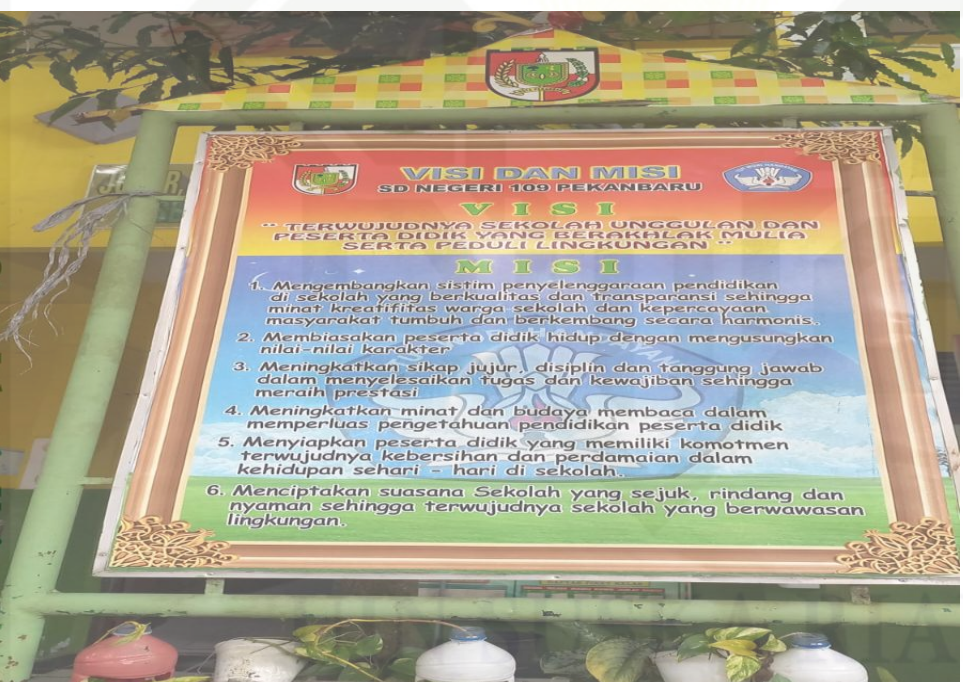 VISI DAN MISI
SD NEGERI 109 PEKANBARU
VISI
" TERWUJUDNYA SEKOLAH UNGGULAN DAN
PESERTA DIDIK YANG BERAKHLAK MULIA
SERTA PEDULI LINGKUNGAN "
MISI
1. Mengembangkan sistim penyelenggaraan pendidikan
di sekolah yang berkualitas dan transparansi sehingga
minat kreatifitas warga sekolah dan kepercayaan
masyarakat tumbuh dan berkembang secara harmonis.
2. Membiasakan peserta didik hidup dengan mengusungkan
nilai-nilai karakter
3. Meningkatkan sikap jujur, disiplin dan tanggung jawab
dalam menyelesaikan tugas dan kewajiban sehingga
meraih prestasi
4. Meningkatkan minat dan budaya membaca dalam
memperluas pengetahuan pendidikan peserta didik
5. Menyiapkan peserta didik yang memiliki komotmen
terwujudnya kebersihan dan perdamaian dalam
kehidupan sehari - hari di sekolah.
6. Menciptakan suasana Sekolah yang sejuk, rindang dan
nyaman sehingga terwujudnya sekolah yang berwawasan
lingkungan.